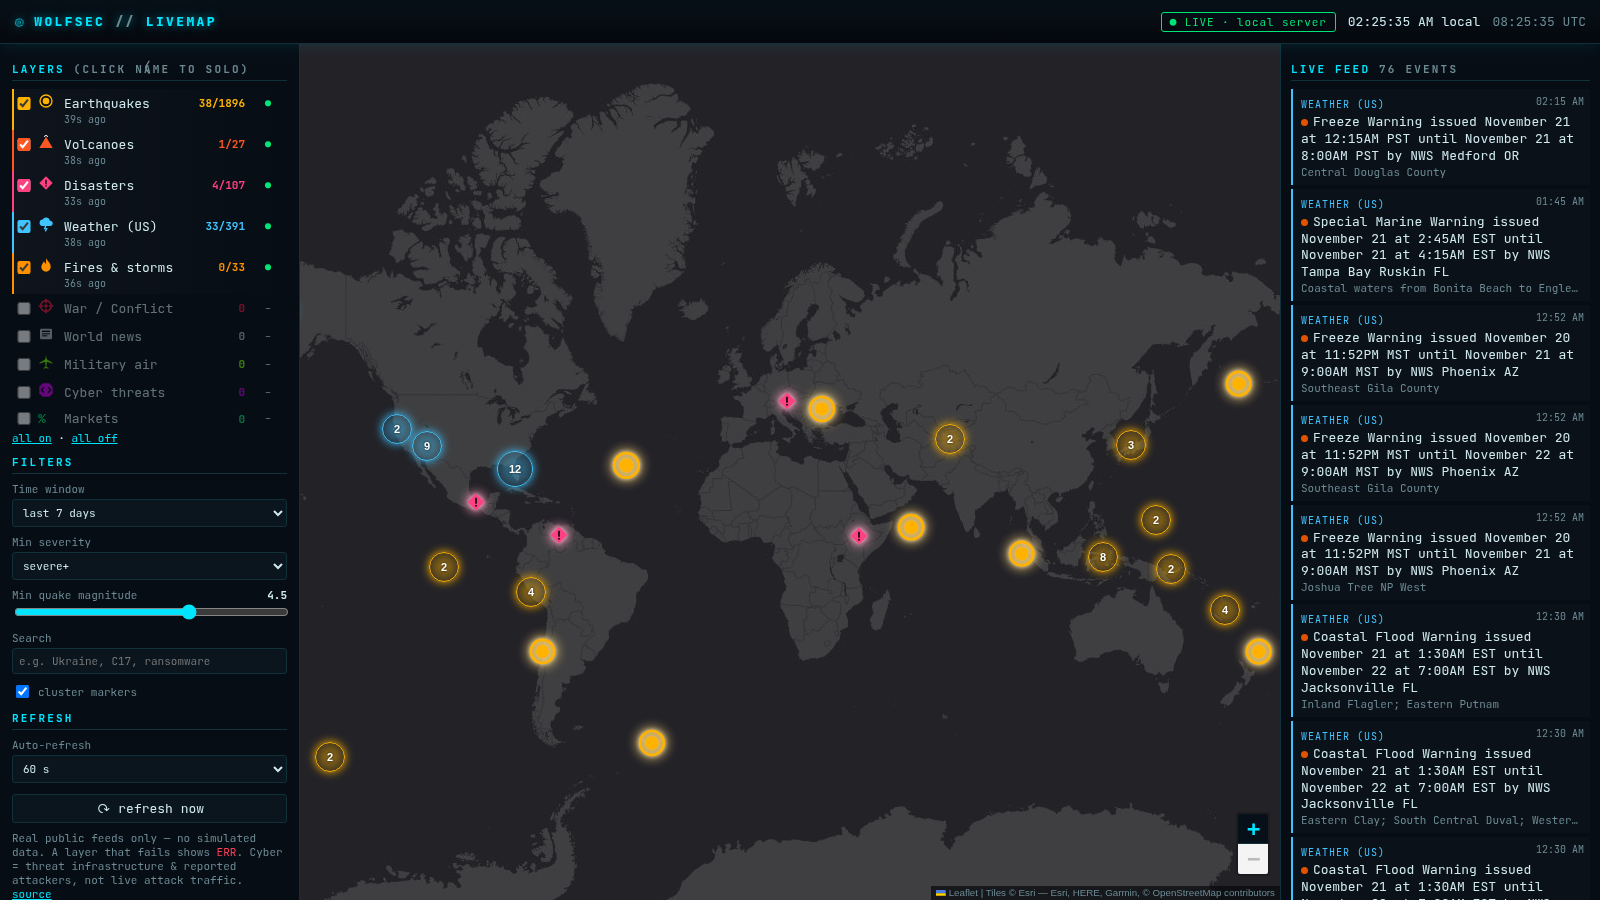 ◎ WOLFSEC // LIVEMAP
● LIVE · local server
02:25:35 AM local
08:25:35 UTC
LAYERS (CLICK NAME TO SOLO)
Earthquakes 38/1896
39s ago
Volcanoes 1/27
38s ago
Disasters 4/107
33s ago
Weather (US) 33/391
38s ago
Fires & storms 0/33
36s ago
War / Conflict 0 –
World news 0 –
Military air 0 –
Cyber threats 0 –
% Markets 0 –
all on · all off
FILTERS
Time window
last 7 days
Min severity
severe+
Min quake magnitude 4.5
Search
e.g. Ukraine, C17, ransomware
cluster markers
REFRESH
Auto-refresh
60 s
⟳ refresh now
Real public feeds only — no simulated
data. A layer that fails shows ERR. Cyber
= threat infrastructure & reported
attackers, not live attack traffic.
source
2
9
12
!
!
!
!
2
3
2
8
2
4
2
4
2
+
−
Leaflet | Tiles © Esri — Esri, HERE, Garmin, © OpenStreetMap contributors
LIVE FEED 76 EVENTS
WEATHER (US) 02:15 AM
Freeze Warning issued November 21
at 12:15AM PST until November 21 at
8:00AM PST by NWS Medford OR
Central Douglas County
WEATHER (US) 01:45 AM
Special Marine Warning issued
November 21 at 2:45AM EST until
November 21 at 4:15AM EST by NWS
Tampa Bay Ruskin FL
Coastal waters from Bonita Beach to Engle…
WEATHER (US) 12:52 AM
Freeze Warning issued November 20
at 11:52PM MST until November 21 at
9:00AM MST by NWS Phoenix AZ
Southeast Gila County
WEATHER (US) 12:52 AM
Freeze Warning issued November 20
at 11:52PM MST until November 22 at
9:00AM MST by NWS Phoenix AZ
Southeast Gila County
WEATHER (US) 12:52 AM
Freeze Warning issued November 20
at 11:52PM MST until November 21 at
9:00AM MST by NWS Phoenix AZ
Joshua Tree NP West
WEATHER (US) 12:30 AM
Coastal Flood Warning issued
November 21 at 1:30AM EST until
November 22 at 7:00AM EST by NWS
Jacksonville FL
Inland Flagler; Eastern Putnam
WEATHER (US) 12:30 AM
Coastal Flood Warning issued
November 21 at 1:30AM EST until
November 22 at 7:00AM EST by NWS
Jacksonville FL
Eastern Clay; South Central Duval; Wester…
WEATHER (US) 12:30 AM
Coastal Flood Warning issued
November 21 at 1:30AM EST until